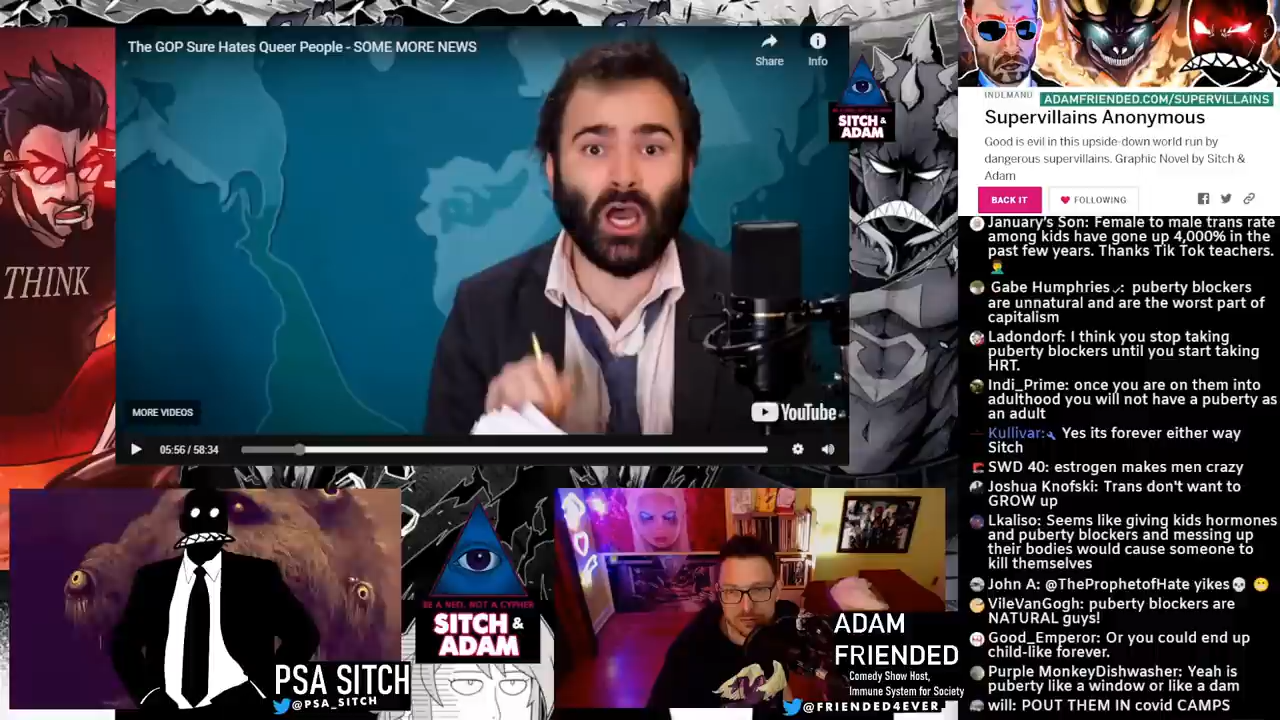 The GOP Sure Hates Queer People - SOME MORE NEWS
Share
Info
THINK
SITCH &
ADAM
MORE VIDEOS
YouTube
05:56 / 58:34
INDEMAND
ADAMFRIENDED.COM/SUPERVILLAINS
Supervillains Anonymous
Good is evil in this upside-down world run by
dangerous supervillains. Graphic Novel by Sitch &
Adam
BACK IT
FOLLOWING
January's Son: Female to male trans rate
among kids have gone up 4,000% in the
past few years. Thanks Tik Tok teachers.
🤦‍♂️
Gabe Humphries: puberty blockers
are unnatural and are the worst part of
capitalism
Ladondorf: I think you stop taking
puberty blockers until you start taking
HRT.
Indi_Prime: once you are on them into
adulthood you will not have a puberty as
an adult
Kullivar: Yes its forever either way
Sitch
SWD 40: estrogen makes men crazy
Joshua Knofski: Trans don't want to
GROW up
Lkaliso: Seems like giving kids hormones
and puberty blockers and messing up
their bodies would cause someone to
kill themselves
John A: @TheProphetofHate yikes💀 😬
VileVanGogh: puberty blockers are
NATURAL guys!
Good_Emperor: Or you could end up
child-like forever.
Purple MonkeyDishwasher: Yeah is
puberty like a window or like a dam
will: POUT THEM IN covid CAMPS
PSA SITCH
@PSA_SITCH
BE A NEO, NOT A CYPHER
SITCH &
ADAM
ADAM
FRIENDED
Comedy Show Host,
Immune System for Society
@FRIENDED4EVER